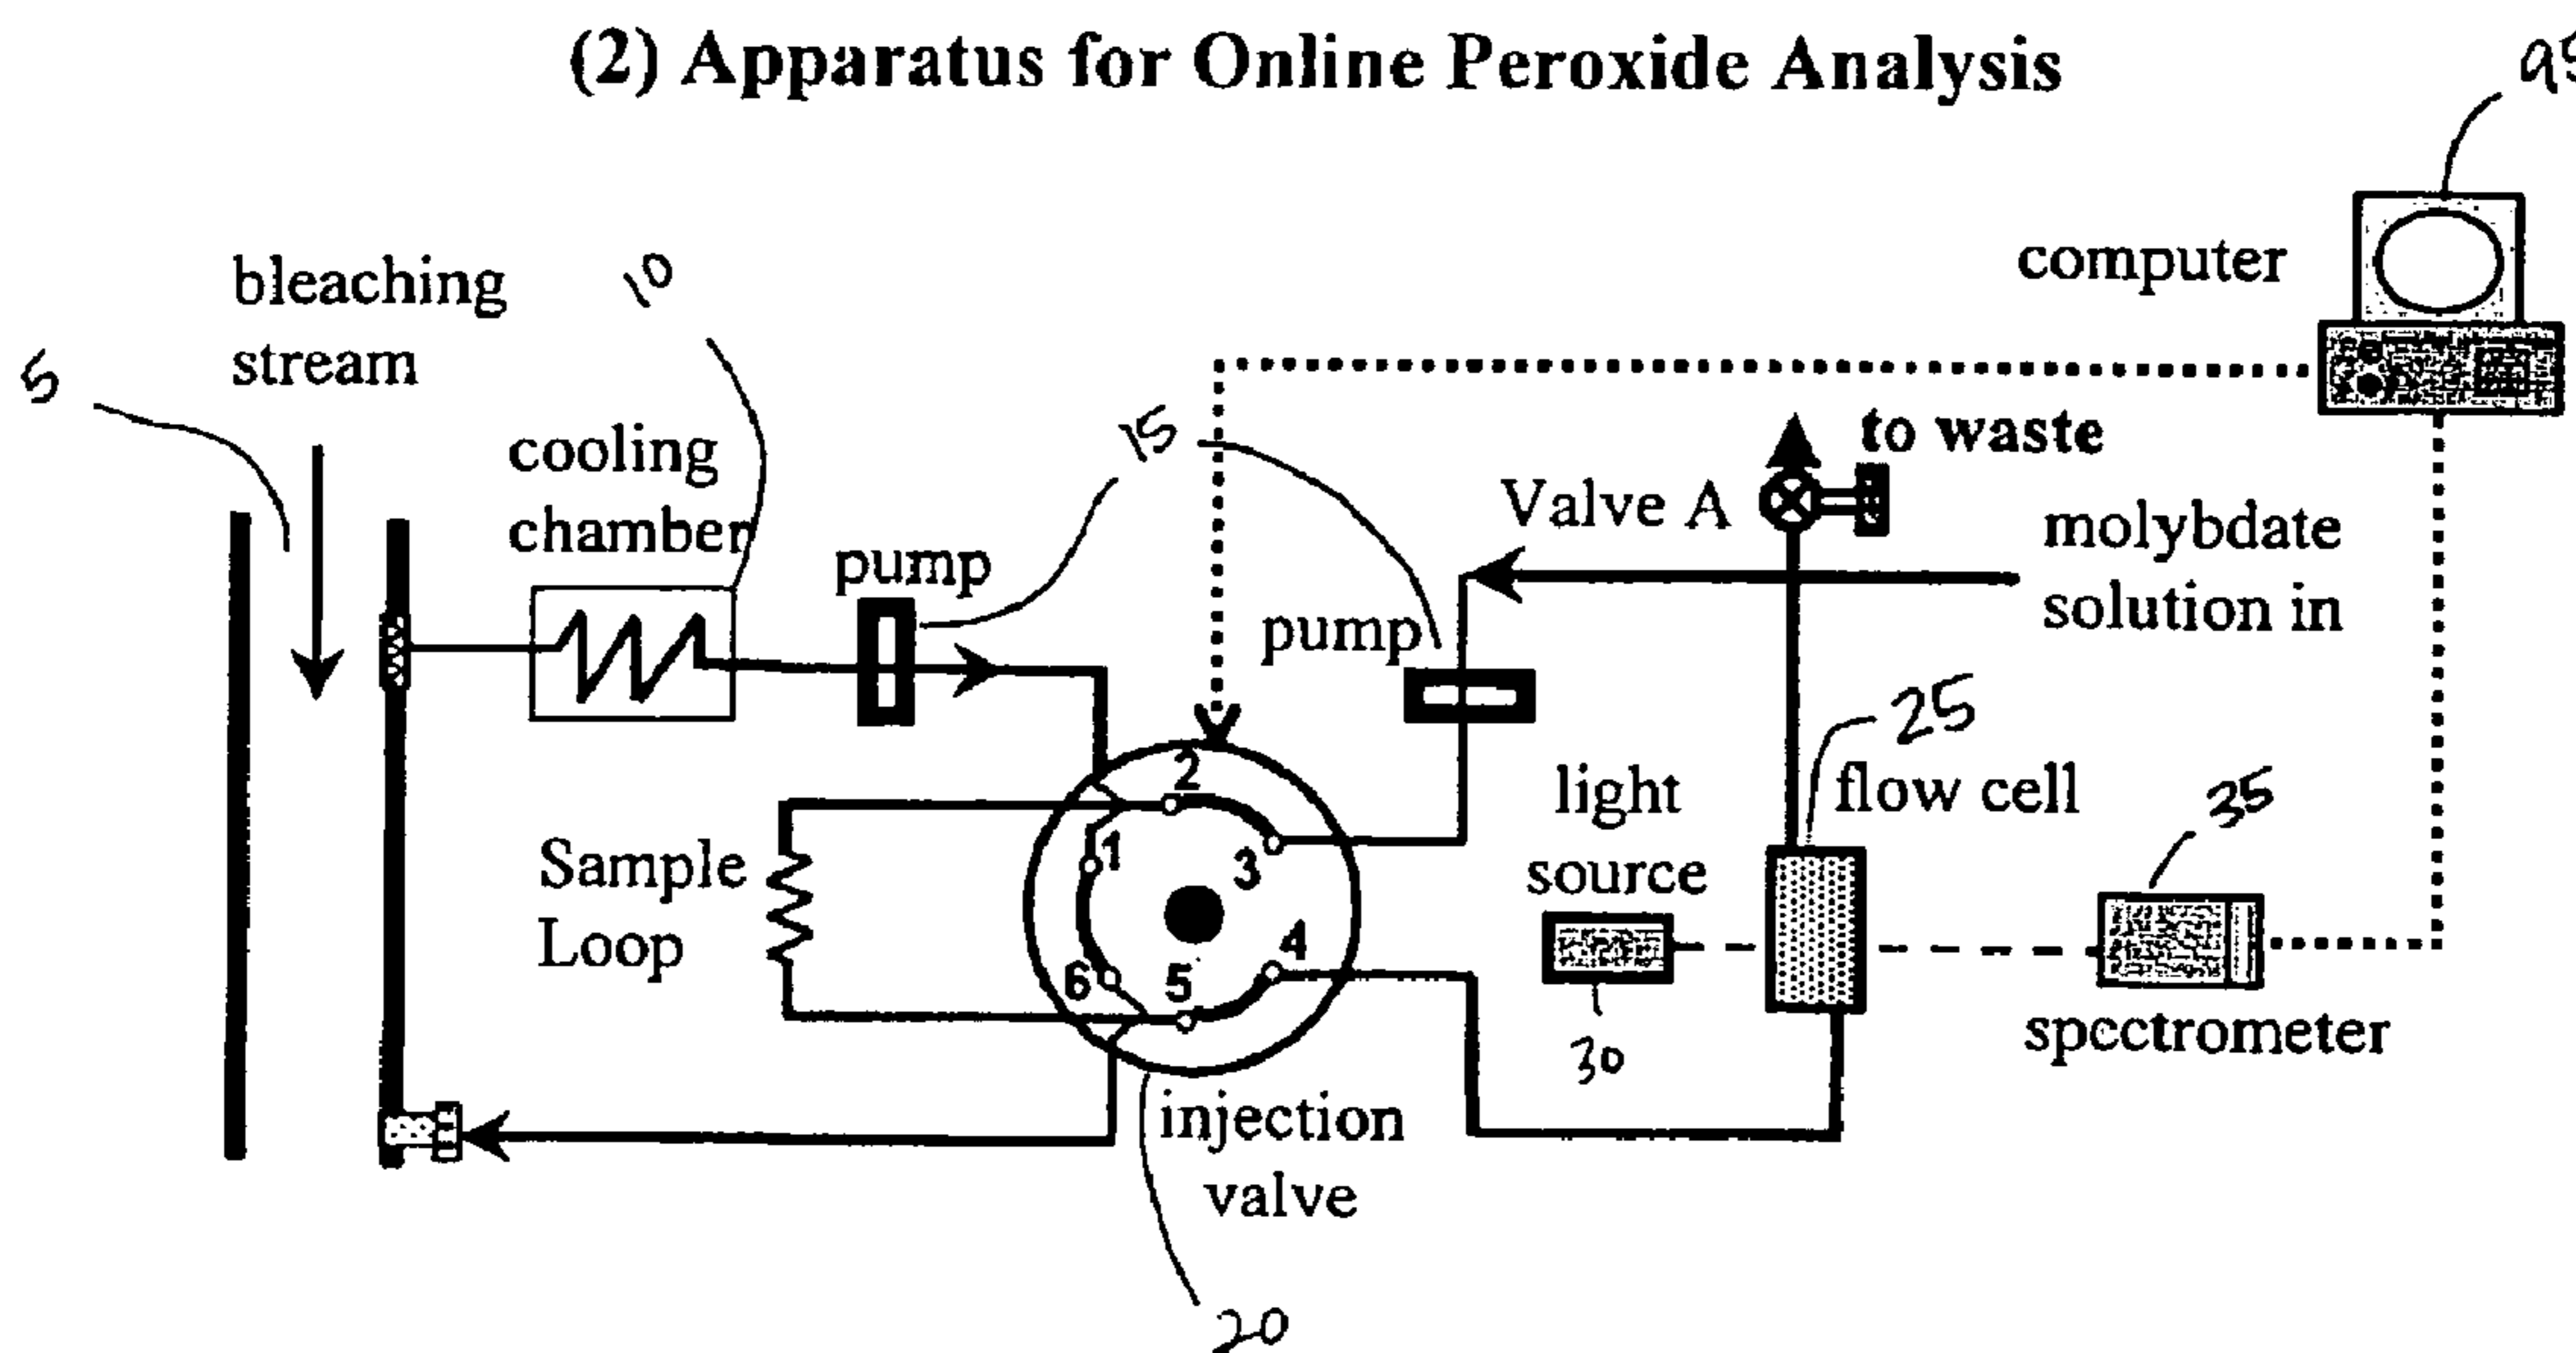 (2) Apparatus for Online Peroxide Analysis
computer
bleaching
stream
10
5
15
cooling
chamber
pump
to waste
Valve A
molybdate
solution in
pump
25
light
source
flow cell
35
Sample
Loop
1
2
3
4
5
6
30
spectrometer
injection
valve
20